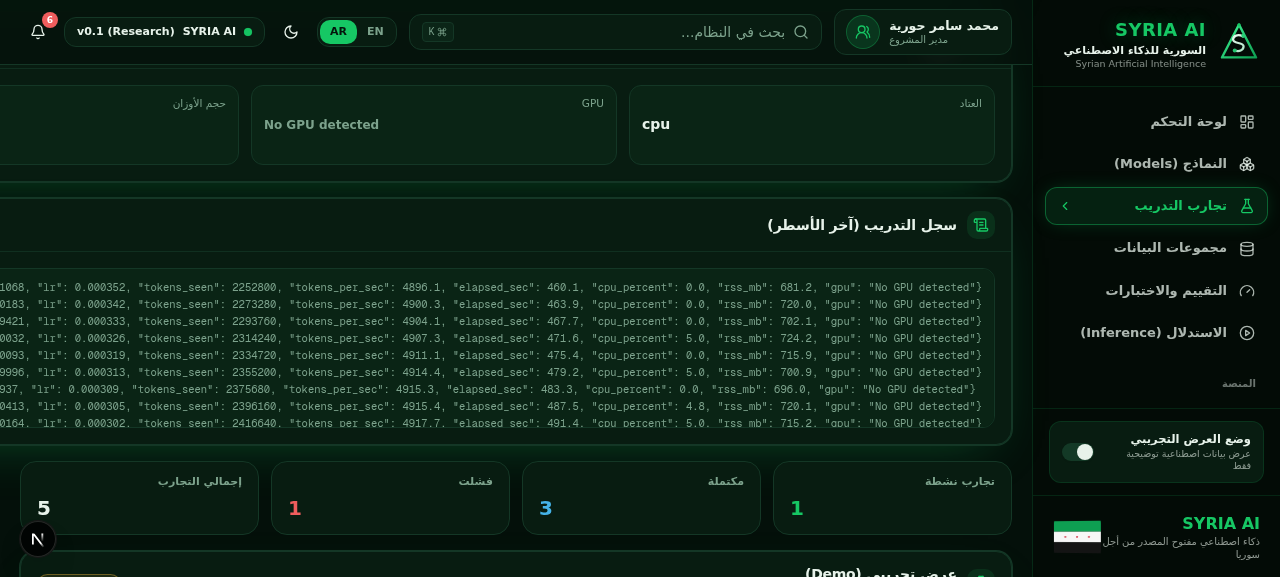 SYRIA AI
السورية للذكاء الاصطناعي
Syrian Artificial Intelligence
محمد سامر حورية
مدير المشروع
بحث في النظام...
⌘ K
AR
EN
v0.1 (Research) SYRIA AI
6
لوحة التحكم
النماذج (Models)
تجارب التدريب
مجموعات البيانات
التقييم والاختبارات
الاستدلال (Inference)
المنصة
وضع العرض التجريبي
عرض بيانات اصطناعية توضيحية
فقط
SYRIA AI
ذكاء اصطناعي مفتوح المصدر من أجل
سوريا
العتاد
cpu
GPU
No GPU detected
حجم الأوزان
سجل التدريب (آخر الأسطر)
1068, "lr": 0.000352, "tokens_seen": 2252800, "tokens_per_sec": 4896.1, "elapsed_sec": 460.1, "cpu_percent": 0.0, "rss_mb": 681.2, "gpu": "No GPU detected"}
0183, "lr": 0.000342, "tokens_seen": 2273280, "tokens_per_sec": 4900.3, "elapsed_sec": 463.9, "cpu_percent": 0.0, "rss_mb": 720.0, "gpu": "No GPU detected"}
9421, "lr": 0.000333, "tokens_seen": 2293760, "tokens_per_sec": 4904.1, "elapsed_sec": 467.7, "cpu_percent": 0.0, "rss_mb": 702.1, "gpu": "No GPU detected"}
0032, "lr": 0.000326, "tokens_seen": 2314240, "tokens_per_sec": 4907.3, "elapsed_sec": 471.6, "cpu_percent": 5.0, "rss_mb": 724.2, "gpu": "No GPU detected"}
0093, "lr": 0.000319, "tokens_seen": 2334720, "tokens_per_sec": 4911.1, "elapsed_sec": 475.4, "cpu_percent": 0.0, "rss_mb": 715.9, "gpu": "No GPU detected"}
9996, "lr": 0.000313, "tokens_seen": 2355200, "tokens_per_sec": 4914.4, "elapsed_sec": 479.2, "cpu_percent": 5.0, "rss_mb": 700.9, "gpu": "No GPU detected"}
937, "lr": 0.000309, "tokens_seen": 2375680, "tokens_per_sec": 4915.3, "elapsed_sec": 483.3, "cpu_percent": 0.0, "rss_mb": 696.0, "gpu": "No GPU detected"}
0413, "lr": 0.000305, "tokens_seen": 2396160, "tokens_per_sec": 4915.4, "elapsed_sec": 487.5, "cpu_percent": 4.8, "rss_mb": 720.1, "gpu": "No GPU detected"}
0164, "lr": 0.000302, "tokens_seen": 2416640, "tokens_per_sec": 4917.7, "elapsed_sec": 491.4, "cpu_percent": 5.0, "rss_mb": 715.2, "gpu": "No GPU detected"}
تجارب نشطة
1
مكتملة
3
فشلت
1
إجمالي التجارب
5
N
عرض تجريبي (Demo)